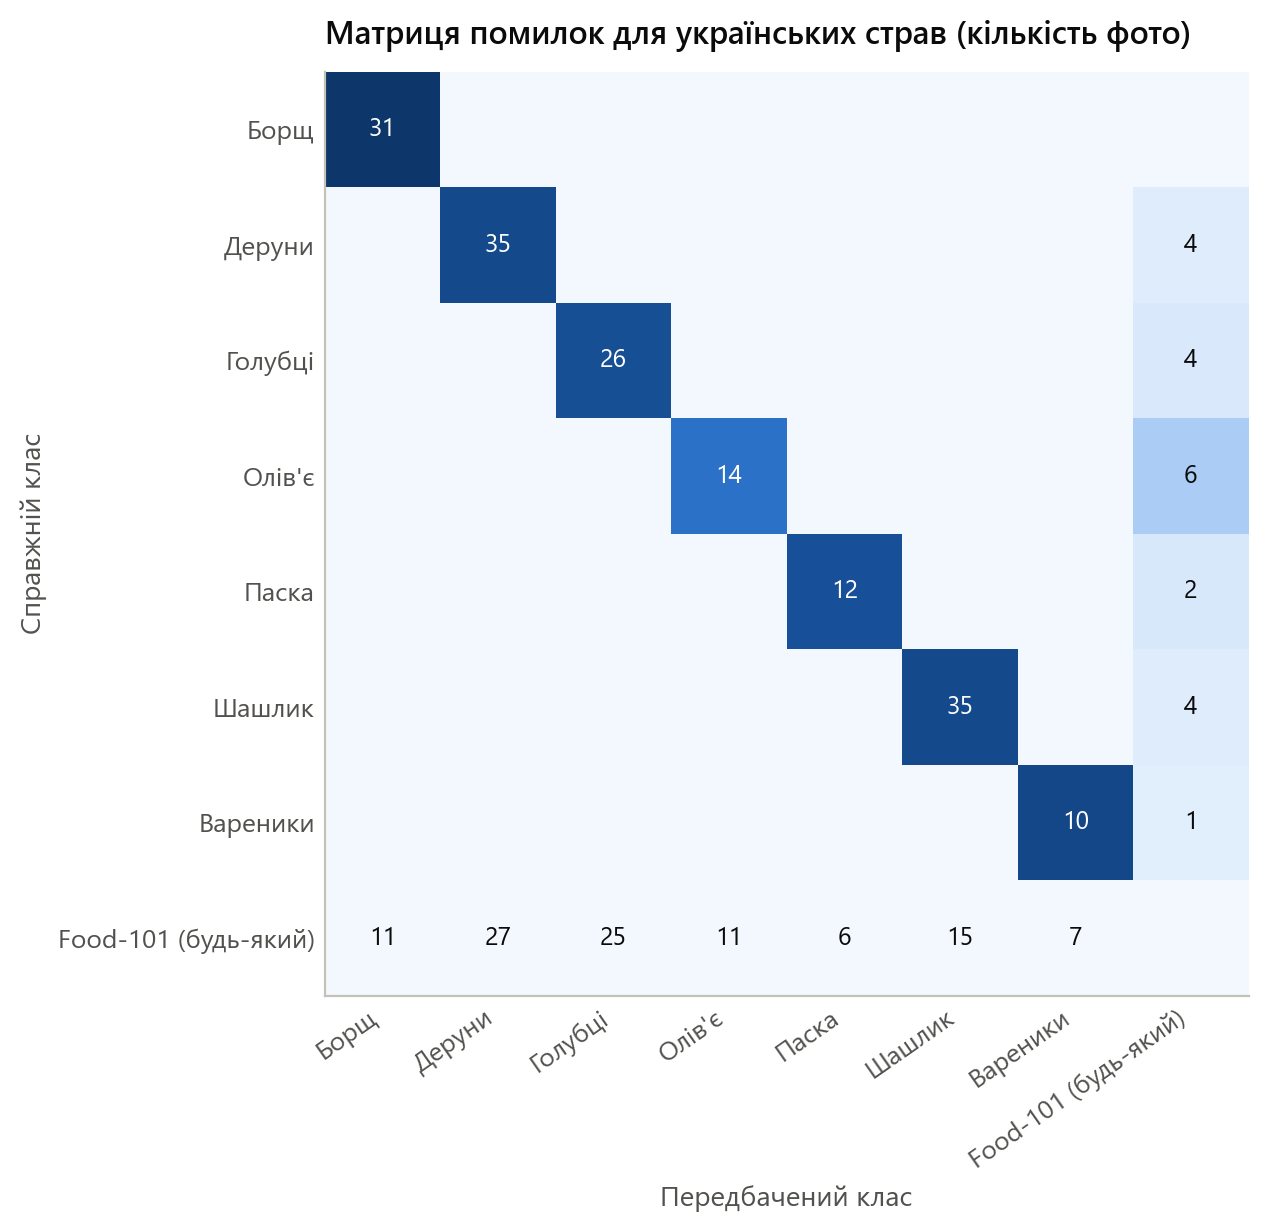 Матриця помилок для українських страв (кількість фото)
Справжній клас
Борщ 31
Деруни 35 4
Голубці 26 4
Олів'є 14 6
Паска 12 2
Шашлик 35 4
Вареники 10 1
Food-101 (будь-який) 11 27 25 11 6 15 7
Борщ Деруни Голубці Олів'є Паска Шашлик Вареники Food-101 (будь-який)
Передбачений клас